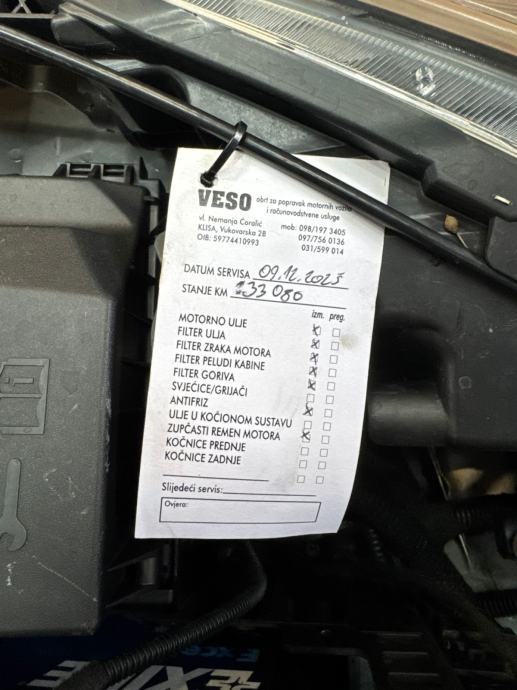 VESO obrt za popravak motornih vozila
i računovodstvene usluge
vl. Nemanja Čoralić
KLISA, Vukovarska 2B
OIB: 59774410993
mob: 098/197 3405
097/756 0136
031/599 014
DATUM SERVISA 09.12.2025
STANJE KM 233 080
izm. preg.
MOTORNO ULJE
FILTER ULJA
FILTER ZRAKA MOTORA
FILTER PELUDI KABINE
FILTER GORIVA
SVJEĆICE/GRIJAČI
ANTIFRIZ
ULJE U KOČIONOM SUSTAVU
ZUPČASTI REMEN MOTORA
KOČNICE PREDNJE
KOČNICE ZADNJE
Slijedeći servis:
Ovjera: